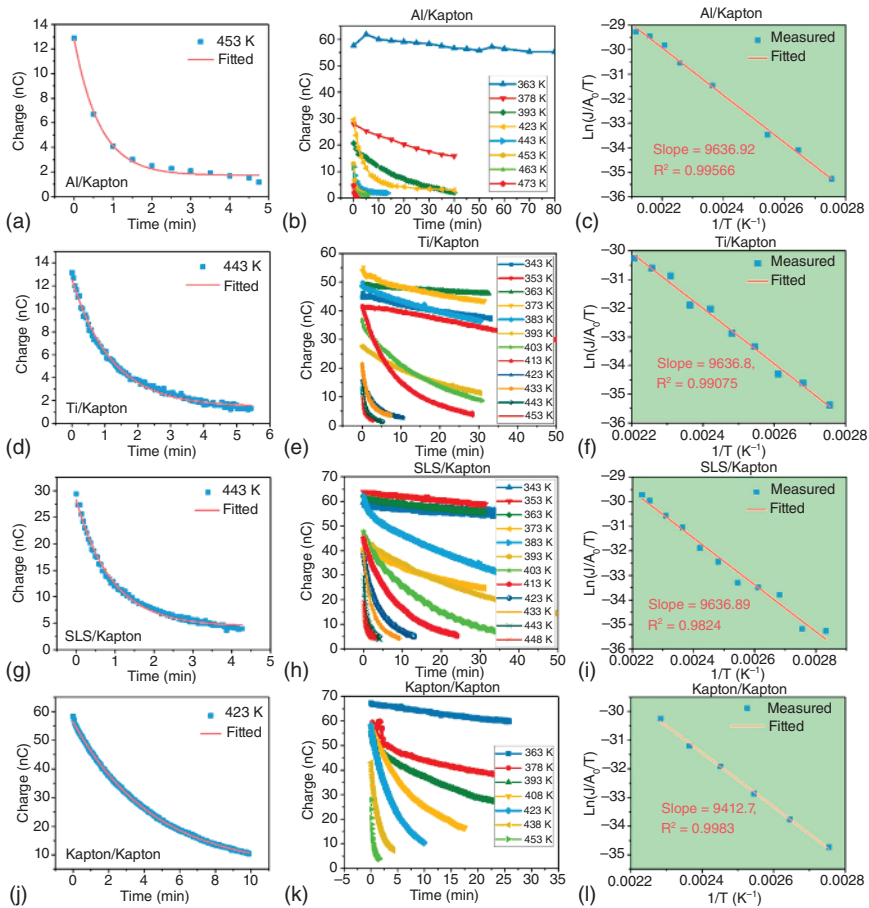 14
12
10
8
6
4
2
0
Charge (nC)
453 K
Fitted
Al/Kapton
0 1 2 3 4 5
Time (min)
(a)
Al/Kapton
60
50
40
30
20
10
0
Charge (nC)
363 K
378 K
393 K
423 K
443 K
453 K
463 K
473 K
0 20 40 60 80
Time (min)
(b)
Al/Kapton
−29
−30
−31
−32
−33
−34
−35
−36
Ln(J/A0/T)
Measured
Fitted
Slope = 9636.92
R² = 0.99566
0.0022 0.0024 0.0026 0.0028
1/T (K⁻¹)
(c)
14
12
10
8
6
4
2
0
Charge (nC)
443 K
Fitted
Ti/Kapton
0 1 2 3 4 5 6
Time (min)
(d)
Ti/Kapton
60
50
40
30
20
10
0
Charge (nC)
343 K
353 K
363 K
373 K
383 K
393 K
403 K
413 K
423 K
433 K
443 K
453 K
0 10 20 30 40 50
Time (min)
(e)
Ti/Kapton
−30
−31
−32
−33
−34
−35
−36
Ln(J/A0/T)
Measured
Fitted
Slope = 9636.8,
R² = 0.99075
0.0022 0.0024 0.0026 0.0028
1/T (K⁻¹)
(f)
30
25
20
15
10
5
0
Charge (nC)
443 K
Fitted
SLS/Kapton
0 1 2 3 4 5
Time (min)
(g)
SLS/Kapton
70
60
50
40
30
20
10
0
Charge (nC)
343 K
353 K
363 K
373 K
383 K
393 K
403 K
413 K
423 K
433 K
443 K
448 K
0 10 20 30 40 50
Time (min)
(h)
SLS/Kapton
−29
−30
−31
−32
−33
−34
−35
−36
Ln(J/A0/T)
Measured
Fitted
Slope = 9636.89
R² = 0.9824
0.0022 0.0024 0.0026 0.0028
1/T (K⁻¹)
(i)
60
50
40
30
20
10
Charge (nC)
423 K
Fitted
Kapton/Kapton
0 2 4 6 8 10
Time (min)
(j)
Kapton/Kapton
70
60
50
40
30
20
10
0
Charge (nC)
363 K
378 K
393 K
408 K
423 K
438 K
453 K
−5 0 5 10 15 20 25 30 35
Time (min)
(k)
Kapton/Kapton
−30
−31
−32
−33
−34
−35
Ln(J/A0/T)
Measured
Fitted
Slope = 9412.7,
R² = 0.9983
0.0022 0.0024 0.0026 0.0028
1/T (K⁻¹)
(l)